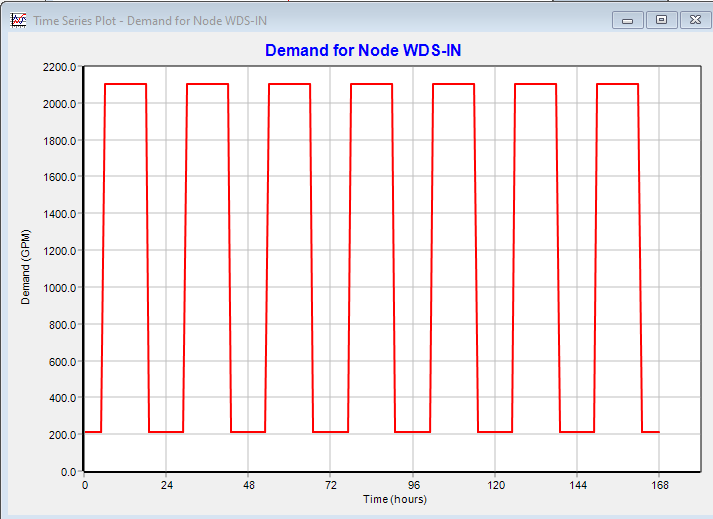 Time Series Plot - Demand for Node WDS-IN
Demand for Node WDS-IN
2200.0
2000.0
1800.0
1600.0
1400.0
1200.0
1000.0
800.0
600.0
400.0
200.0
0.0
Demand (GPM)
0 24 48 72 96 120 144 168
Time (hours)